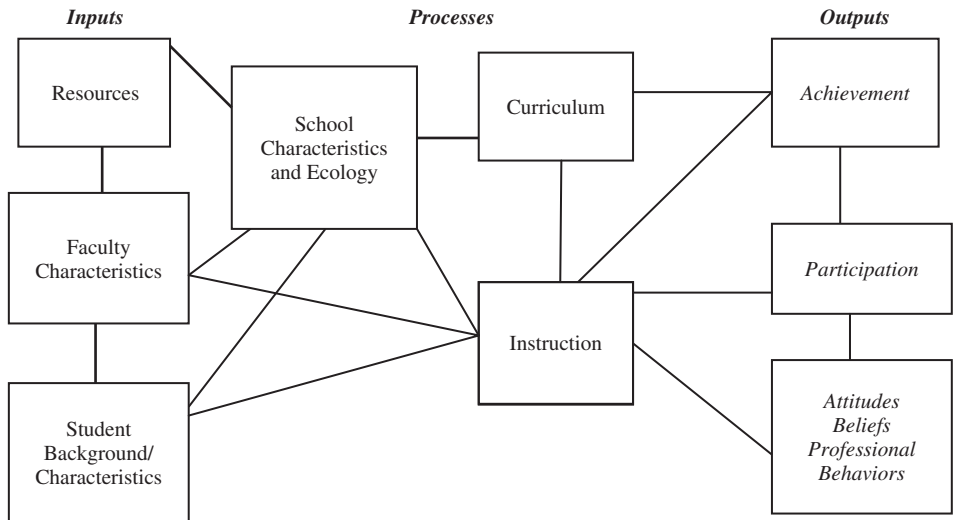 Inputs
Processes
Outputs
Resources
School
Characteristics
and Ecology
Curriculum
Achievement
Faculty
Characteristics
Participation
Instruction
Student
Background/
Characteristics
Attitudes
Beliefs
Professional
Behaviors